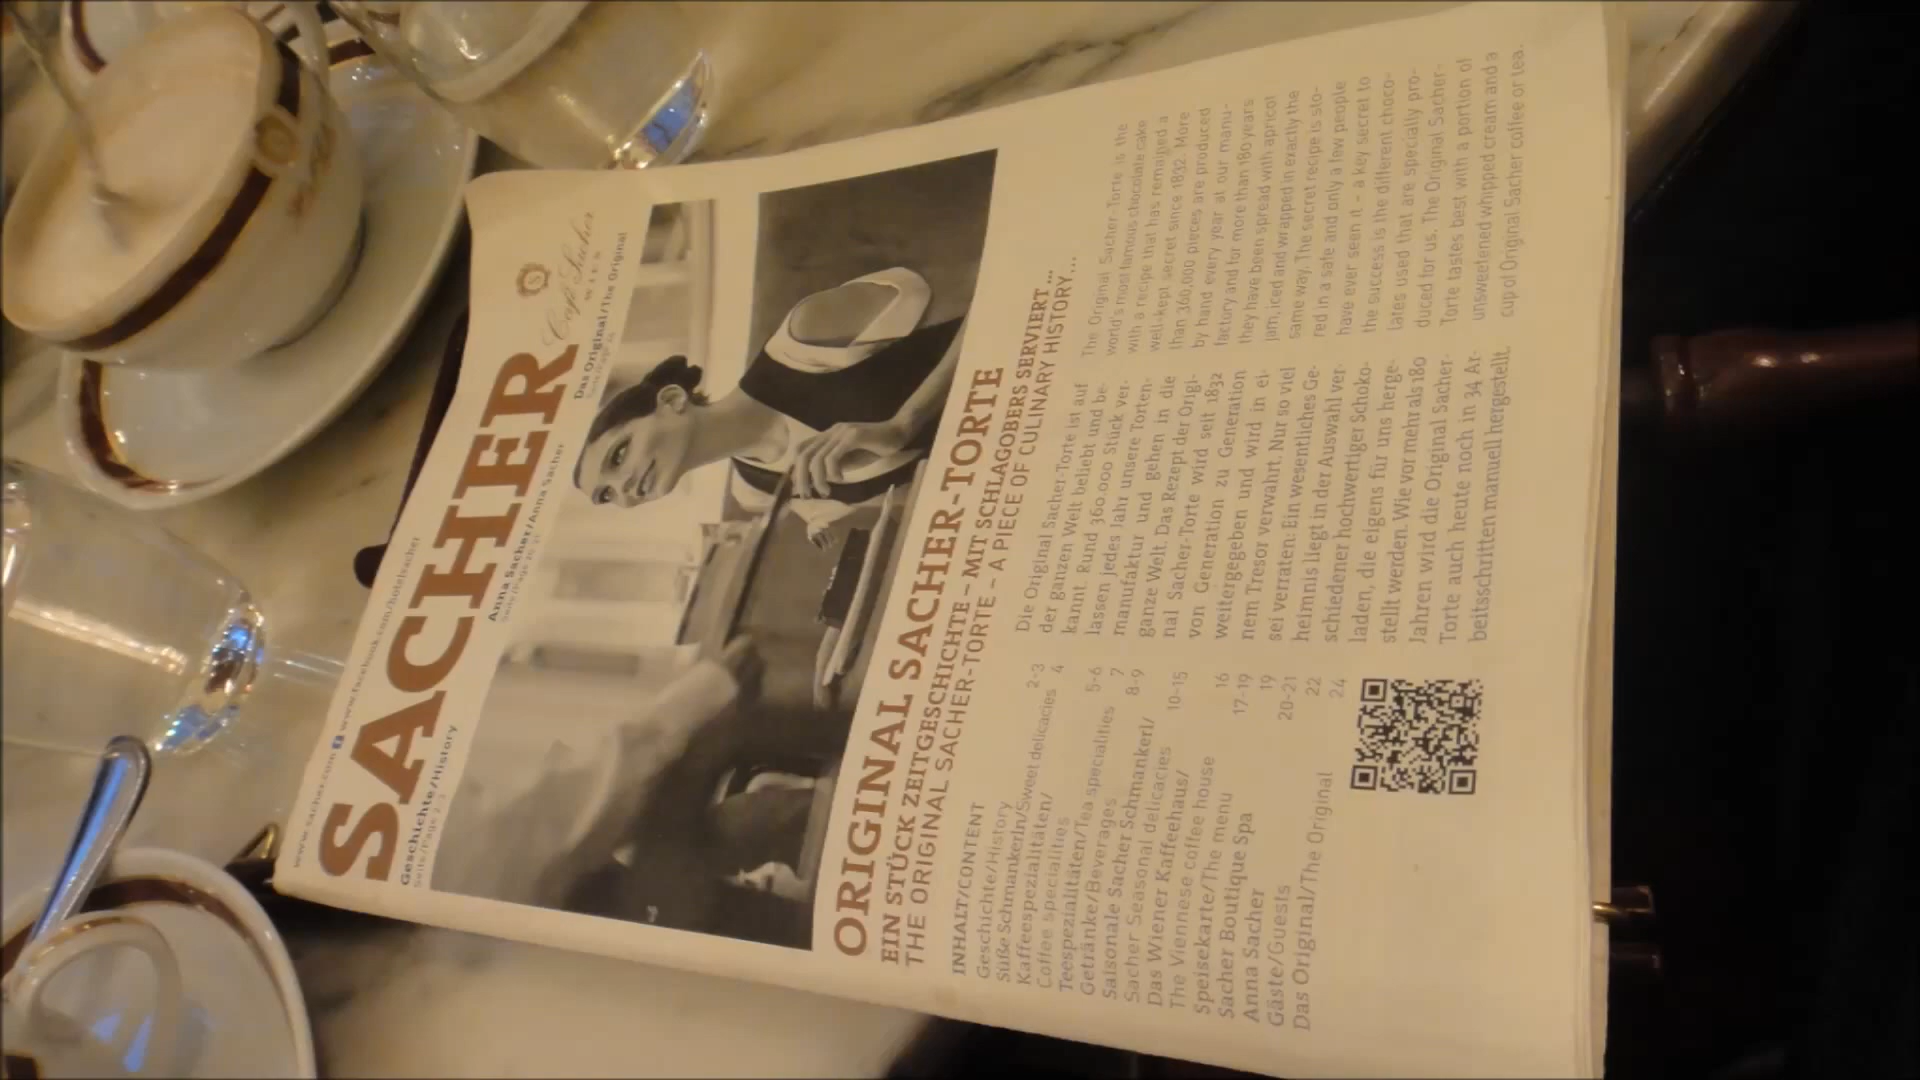 www.sacher.com www.facebook.com/hotelsacher
SACHER
Café Sacher
WIEN
Geschichte/History
Seite/Page 2-3
Anna Sacher/Anna Sacher
Seite/Page 20-21
Das Original/The Original
Seite/Page 24
ORIGINAL SACHER-TORTE
EIN STÜCK ZEITGESCHICHTE – MIT SCHLAGOBERS SERVIERT ...
THE ORIGINAL SACHER-TORTE – A PIECE OF CULINARY HISTORY ...
INHALT/CONTENT
Geschichte/History 2-3
Süße Schmankerln/Sweet delicacies 4
Kaffeespezialitäten/
Coffee specialities 5-6
Teespezialitäten/Tea specialities 7
Getränke/Beverages 8-9
Saisonale Sacher Schmankerl/
Sacher Seasonal delicacies 10-15
Das Wiener Kaffeehaus/
The Viennese coffee house 16
Speisekarte/The menu 17-19
Sacher Boutique Spa 19
Anna Sacher 20-21
Gäste/Guests 22
Das Original/The Original 24
Die Original Sacher-Torte ist auf
der ganzen Welt beliebt und be-
kannt. Rund 360.000 Stück ver-
lassen jedes Jahr unsere Torten-
manufaktur und gehen in die
ganze Welt. Das Rezept der Origi-
nal Sacher-Torte wird seit 1832
von Generation zu Generation
weitergegeben und wird in ei-
nem Tresor verwahrt. Nur so viel
sei verraten: Ein wesentliches Ge-
heimnis liegt in der Auswahl ver-
schiedener hochwertiger Schoko-
laden, die eigens für uns herge-
stellt werden. Wie vor mehr als 180
Jahren wird die Original Sacher-
Torte auch heute noch in 34 Ar-
beitsschritten manuell hergestellt.
The Original Sacher-Torte is the
world's most famous chocolate cake
with a recipe that has remained a
well-kept secret since 1832. More
than 360,000 pieces are produced
by hand every year at our manu-
factory and for more than 180 years
they have been spread with apricot
jam, iced and wrapped in exactly the
same way. The secret recipe is sto-
red in a safe and only a few people
have ever seen it – a key secret to
the success is the different choco-
lates used that are specially pro-
duced for us. The Original Sacher-
Torte tastes best with a portion of
unsweetened whipped cream and a
cup of Original Sacher coffee or tea.